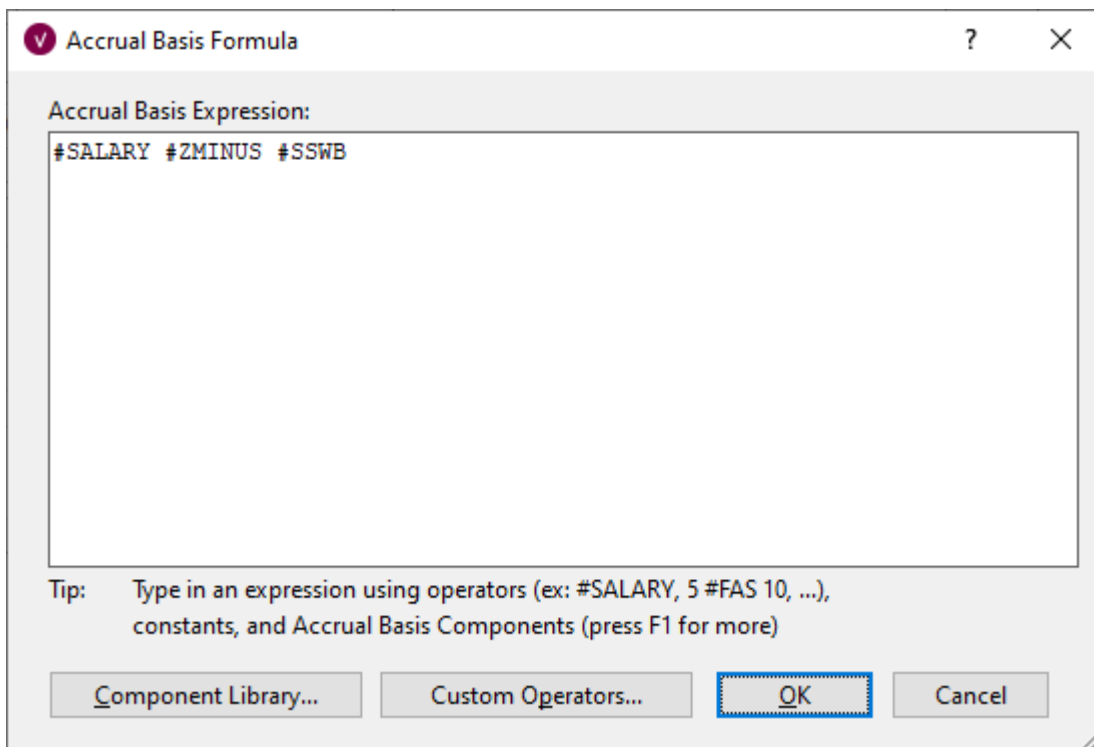 V Accrual Basis Formula ? ×
Accrual Basis Expression:
#SALARY #ZMINUS #SSWB
Tip: Type in an expression using operators (ex: #SALARY, 5 #FAS 10, ...),
constants, and Accrual Basis Components (press F1 for more)
Component Library... Custom Operators... OK Cancel